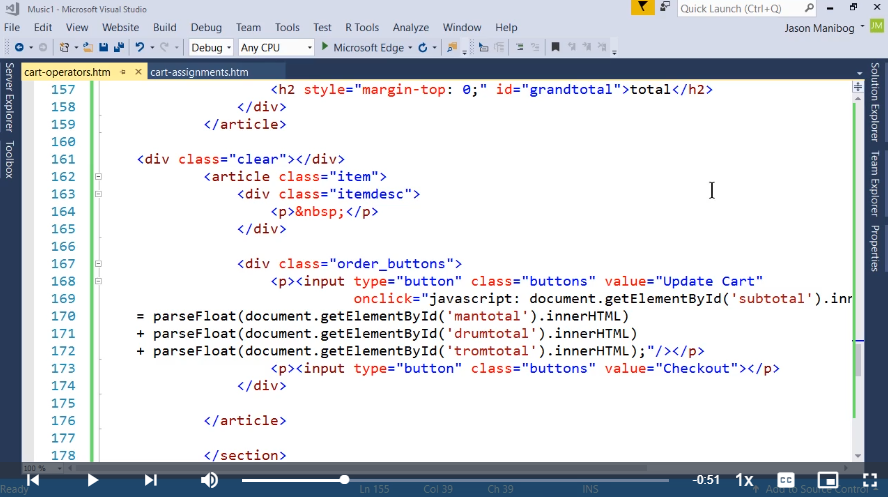 Music1 - Microsoft Visual Studio
Quick Launch (Ctrl+Q)
File Edit View Website Build Debug Team Tools Test R Tools Analyze Window Help
Jason Manibog JM
Debug Any CPU Microsoft Edge
cart-operators.htm cart-assignments.htm
Server Explorer
Toolbox
Solution Explorer
Team Explorer
Properties
157 <h2 style="margin-top: 0;" id="grandtotal">total</h2>
158 </div>
159 </article>
160
161 <div class="clear"></div>
162 <article class="item">
163 <div class="itemdesc">
164 <p>&nbsp;</p>
165 </div>
166
167 <div class="order_buttons">
168 <p><input type="button" class="buttons" value="Update Cart"
169 onclick="javascript: document.getElementById('subtotal').inn
170 = parseFloat(document.getElementById('mantotal').innerHTML)
171 + parseFloat(document.getElementById('drumtotal').innerHTML)
172 + parseFloat(document.getElementById('tromtotal').innerHTML);"/></p>
173 <p><input type="button" class="buttons" value="Checkout"></p>
174 </div>
175
176 </article>
177
178 </section>
100 %
-0:51 1x CC
Ready Ln 155 Col 39 Ch 39 INS Add to Source Control